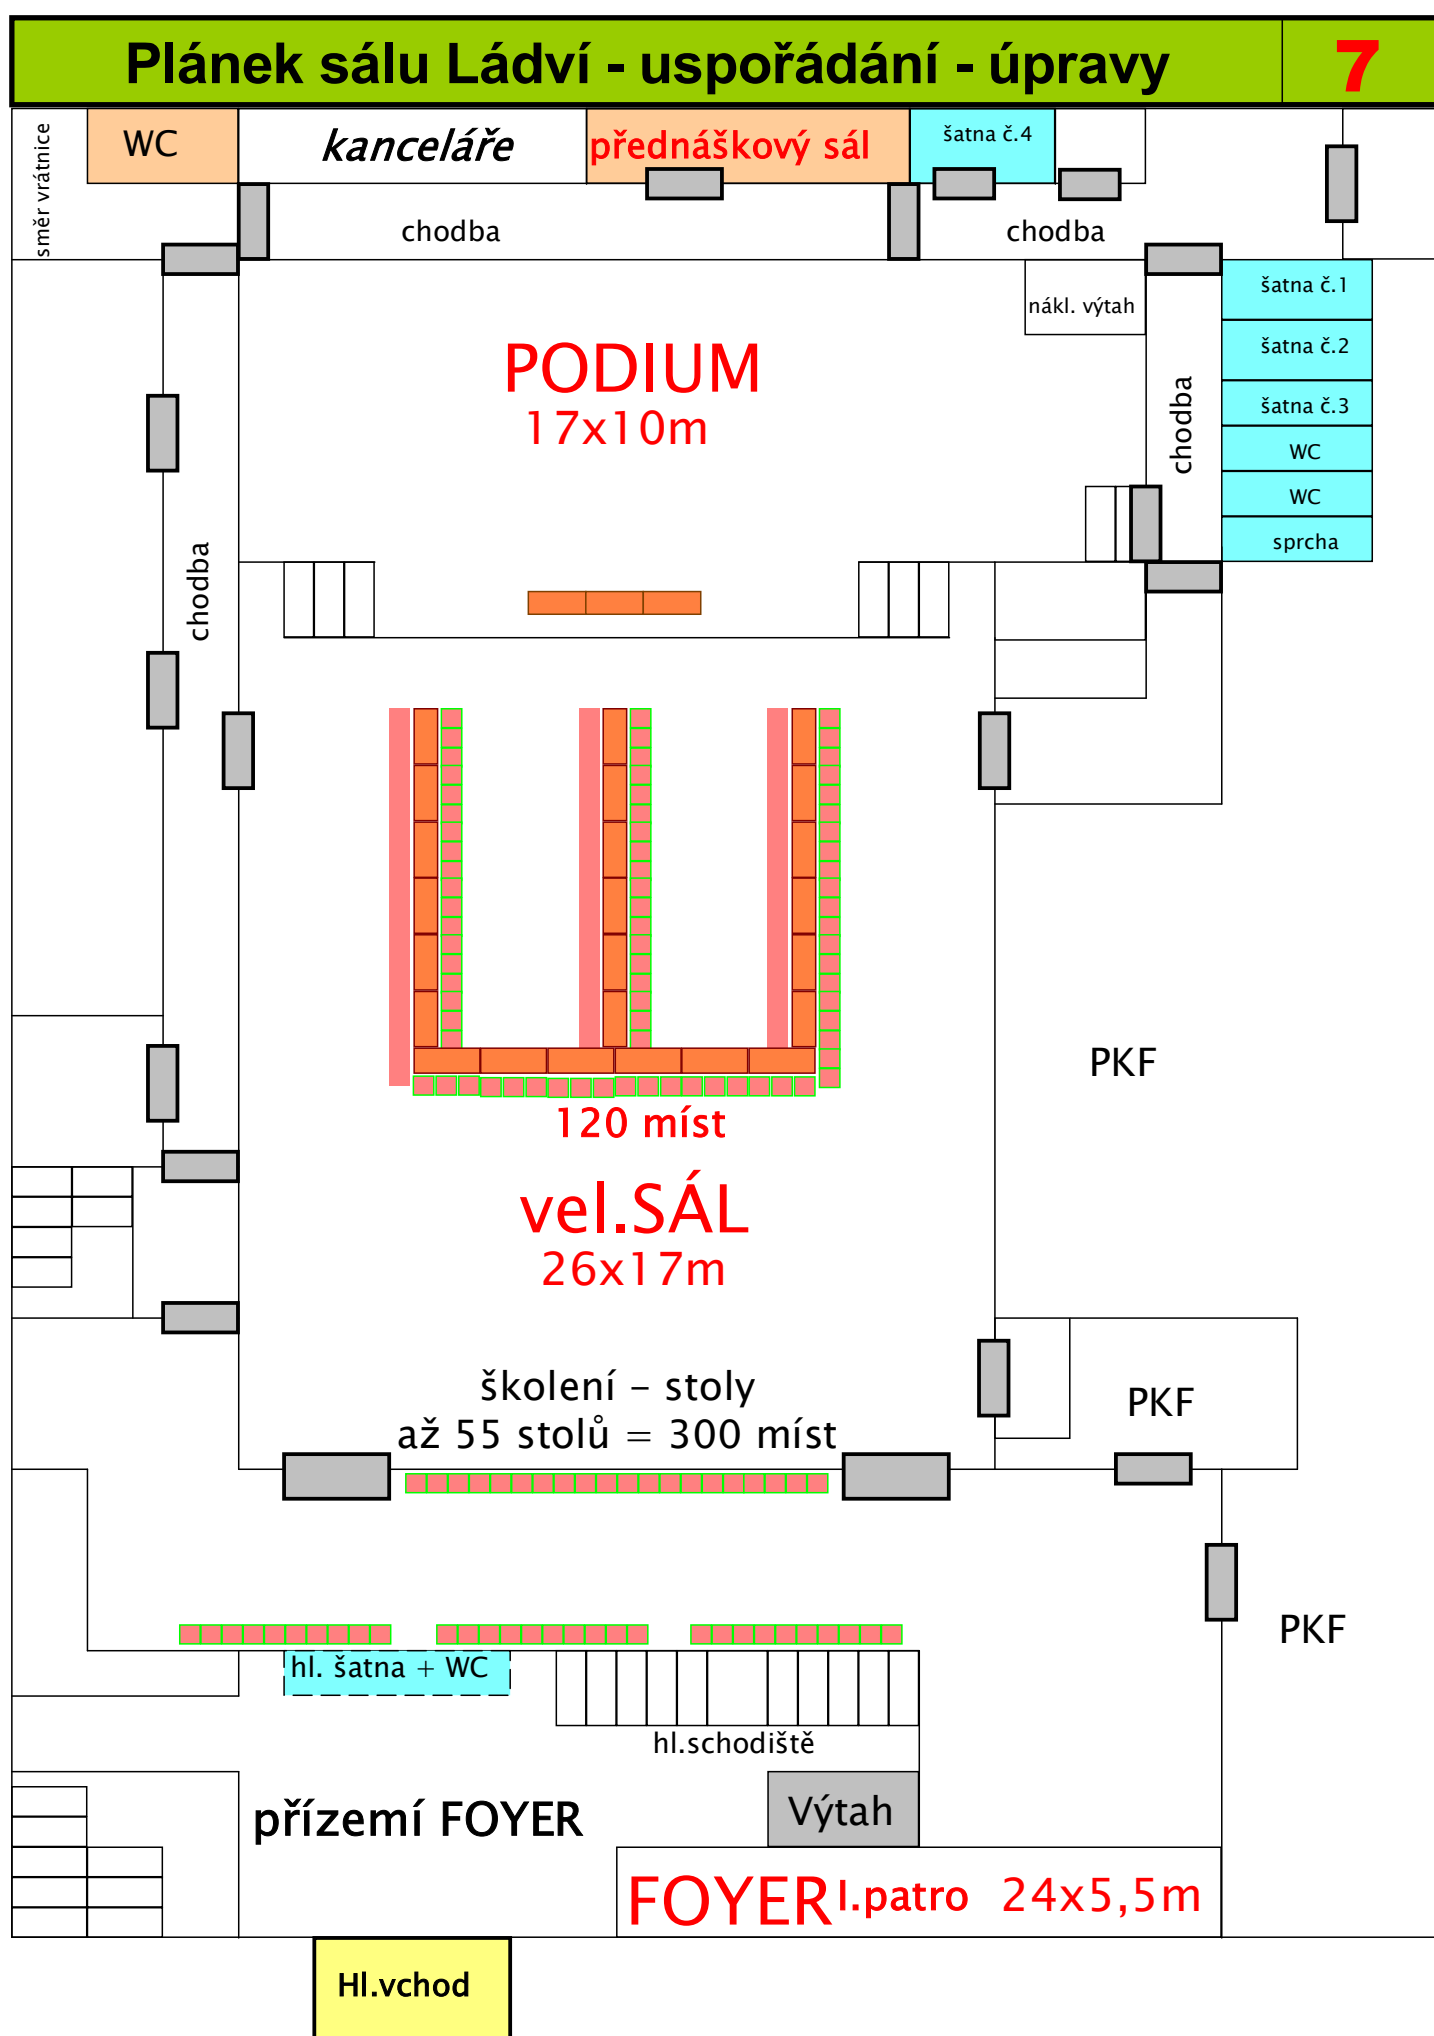 Plánek sálu Ládví - uspořádání - úpravy
7
směr vrátnice
WC
kanceláře
přednáškový sál
šatna č.4
chodba
chodba
nákl. výtah
šatna č.1
šatna č.2
šatna č.3
WC
WC
sprcha
chodba
PODIUM
17x10m
chodba
PKF
120 míst
vel.SÁL
26x17m
školení – stoly
až 55 stolů = 300 míst
PKF
PKF
hl. šatna + WC
hl.schodiště
přízemí FOYER
Výtah
FOYER I.patro 24x5,5m
Hl.vchod